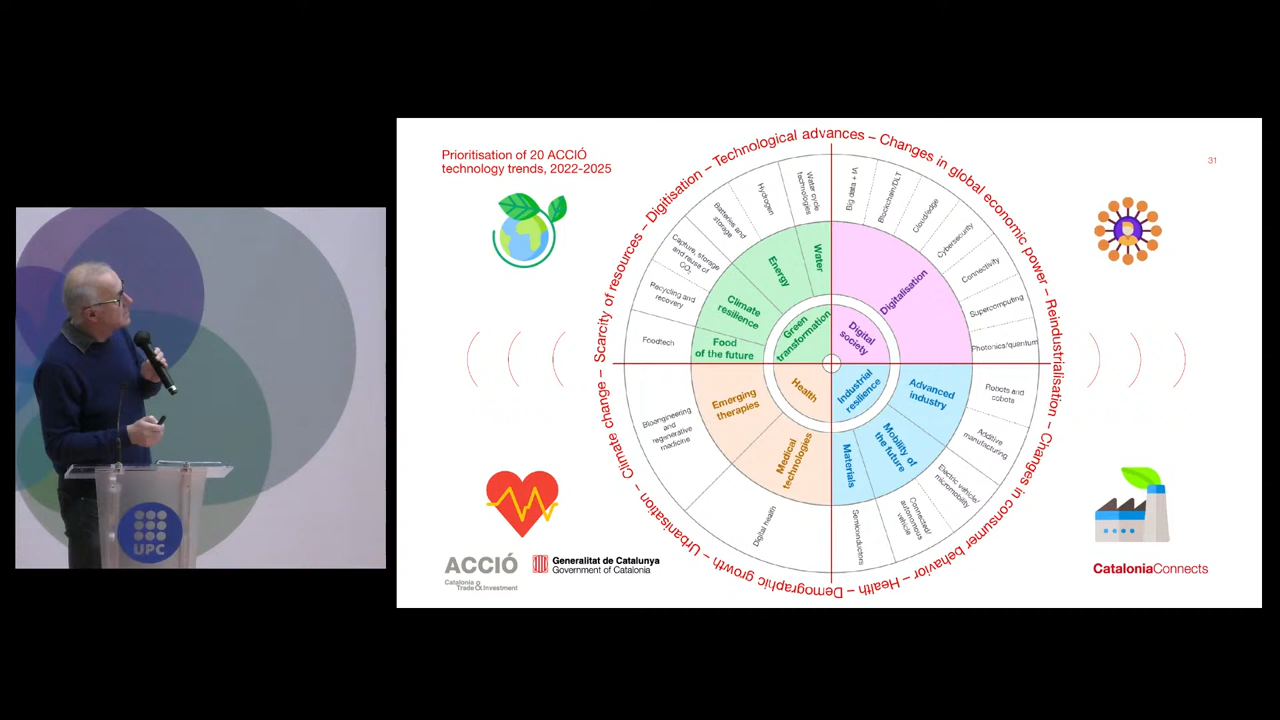 Prioritisation of 20 ACCIÓ
technology trends, 2022-2025
31
Climate change – Scarcity of resources – Digitisation – Technological advances – Changes in global economic power – Reindustrialisation – Changes in consumer behavior – Health – Demographic growth – Urbanisation –
Water cycle
technologies
Hydrogen
Batteries and
storage
Capture, storage
and reuse of
CO₂
Recycling and
recovery
Foodtech
Big data + IA
Blockchain/DLT
Cloud/edge
Cybersecurity
Connectivity
Supercomputing
Photonics/quantum
Water
Energy
Climate
resilience
Food
of the future
Green
transformation
Digitalisation
Digital
society
Health
Emerging
therapies
Medical
technologies
Bioengineering
and
regenerative
medicine
Digital health
Industrial
resilience
Advanced
industry
Mobility of
the future
Materials
Robots and
cobots
Additive
manufacturing
Electric vehicle/
micromobility
Connected/
autonomous
vehicle
Semiconductors
UPC
ACCIÓ
Catalonia
Trade & Investment
Generalitat de Catalunya
Government of Catalonia
CataloniaConnects